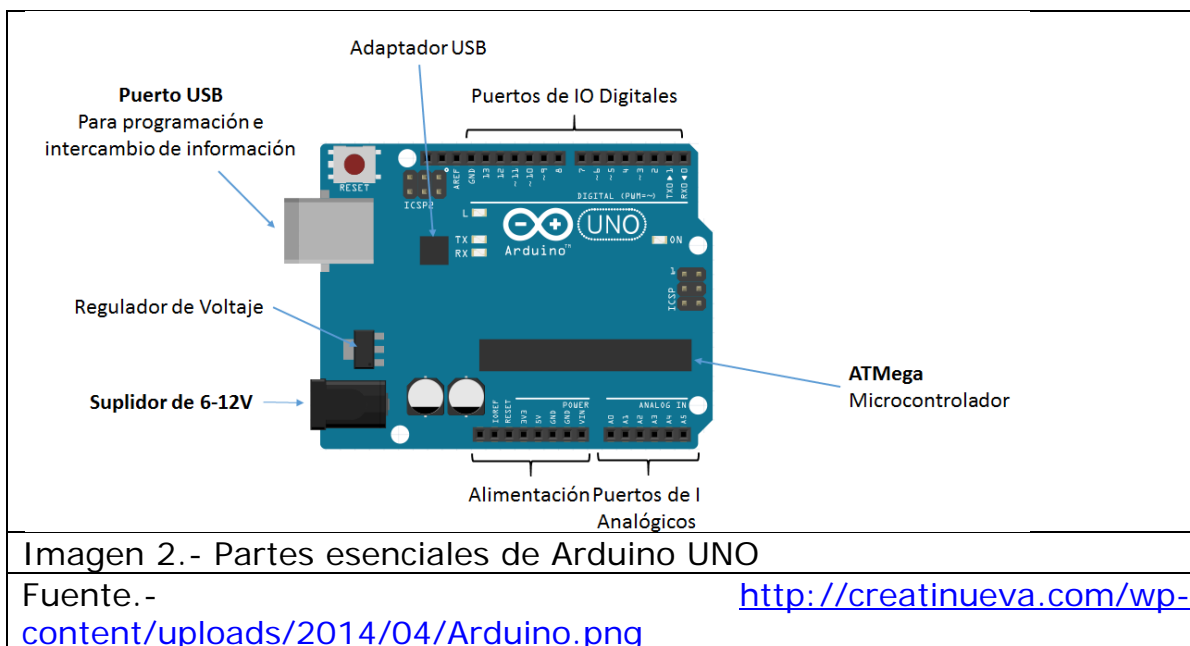 Adaptador USB
Puerto USB
Para programación e
intercambio de información
Puertos de IO Digitales
RESET
ICSP2
AREF
GND
13
12
~11
~10
~9
8
7
~6
~5
4
~3
2
TX0▶1
RX0◀0
DIGITAL (PWM=~)
L
TX
RX
UNO
Arduino™
ON
1
ICSP
Regulador de Voltaje
Suplidor de 6-12V
ATMega
Microcontrolador
POWER
ANALOG IN
IOREF
RESET
3V3
5V
GND
GND
VIN
A0
A1
A2
A3
A4
A5
Alimentación
Puertos de I
Analógicos
Imagen 2.- Partes esenciales de Arduino UNO
Fuente.- http://creatinueva.com/wp-
content/uploads/2014/04/Arduino.png